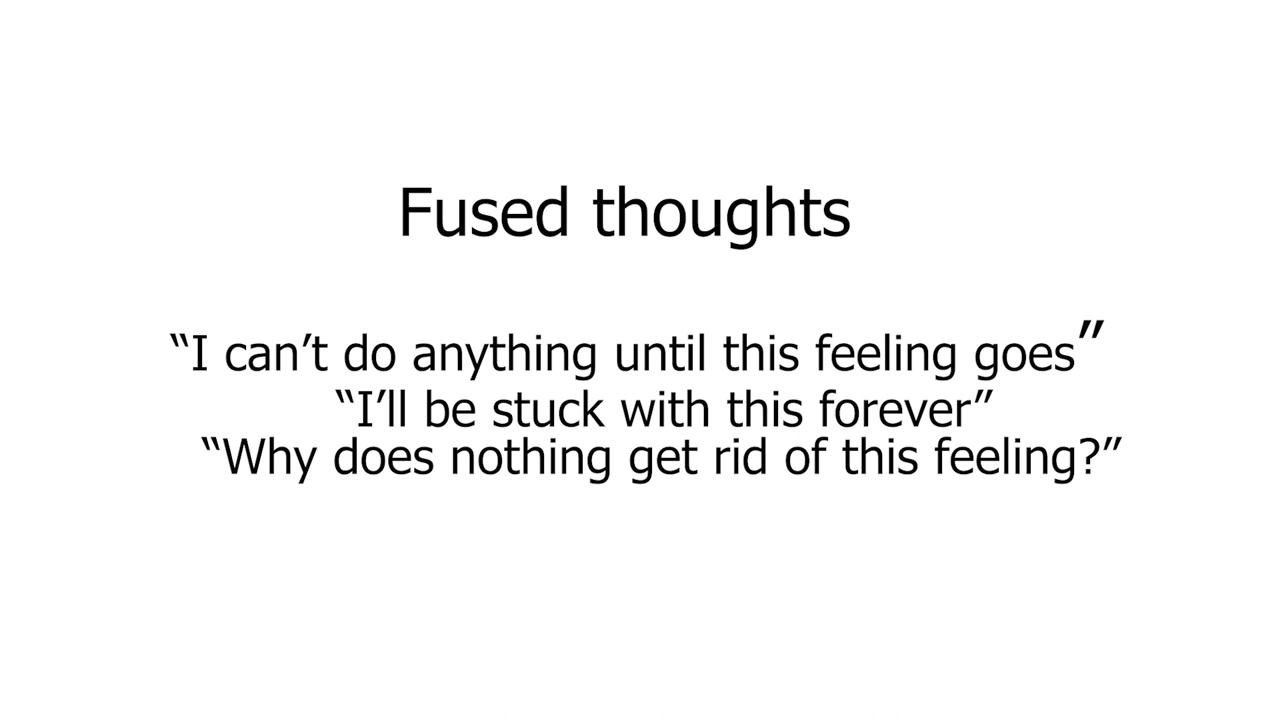 Fused thoughts
“I can’t do anything until this feeling goes”
“I’ll be stuck with this forever”
“Why does nothing get rid of this feeling?”